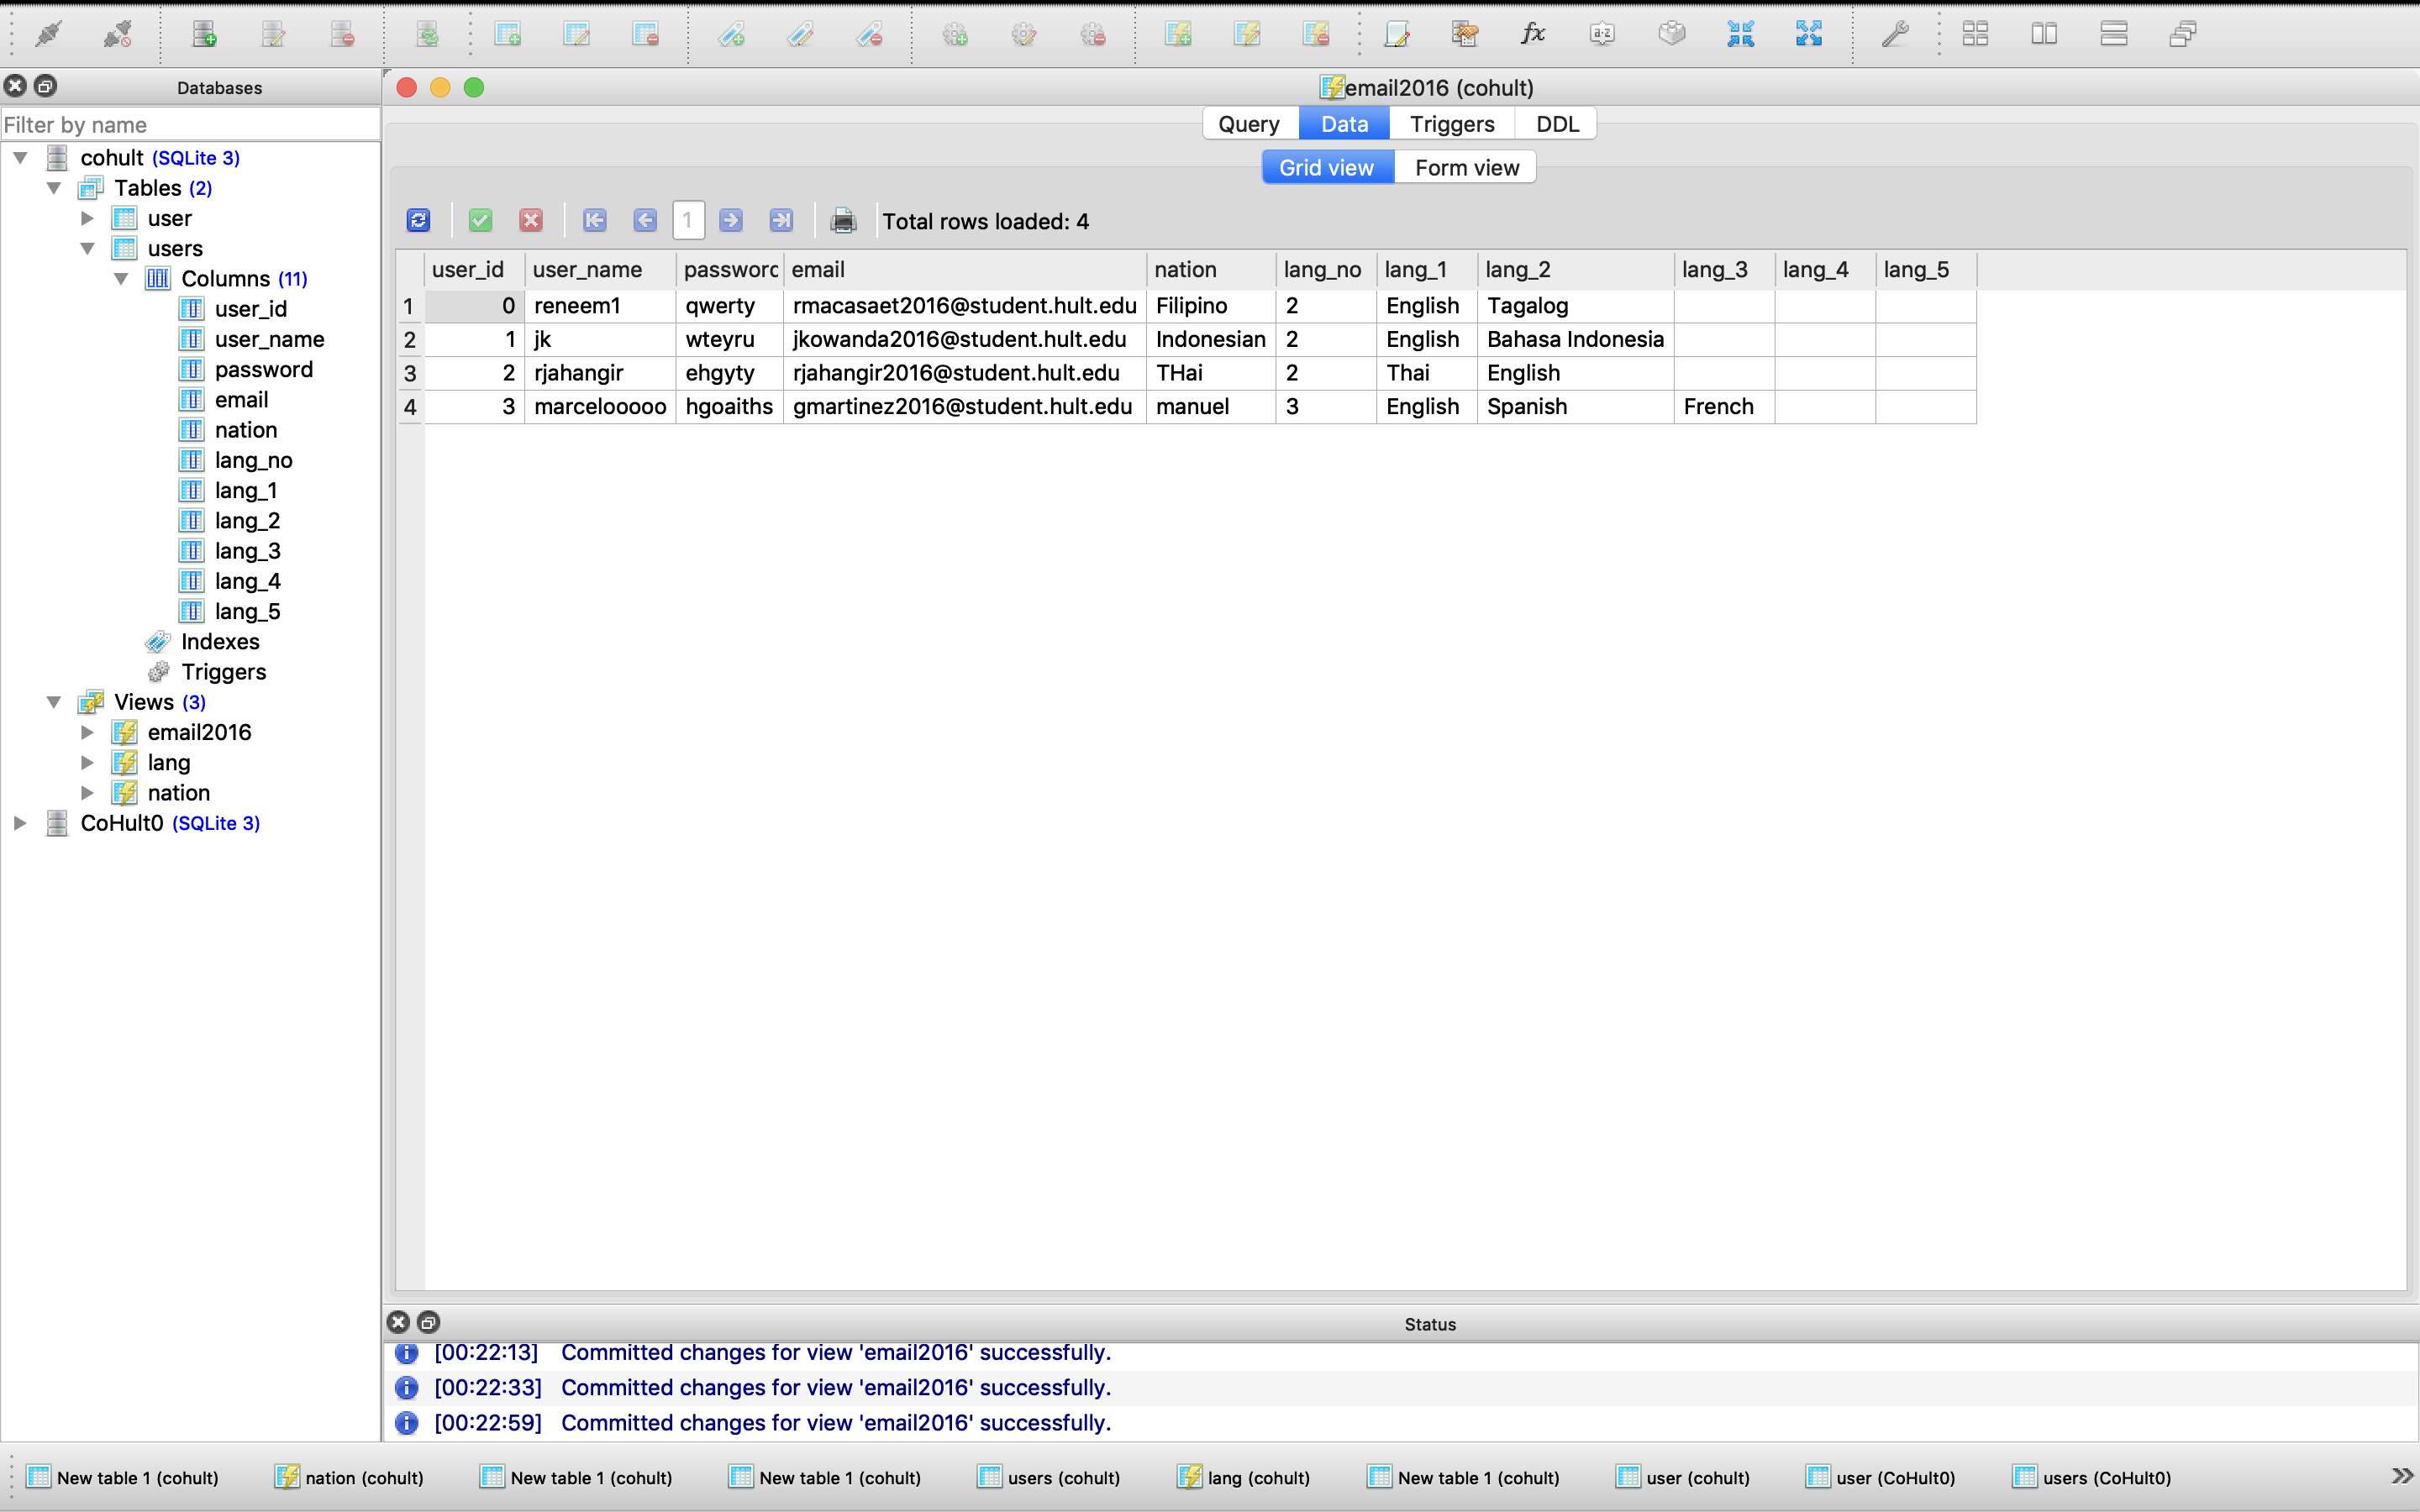 fx
a-z
Databases
email2016 (cohult)
Filter by name
Query Data Triggers DDL
Grid view Form view
cohult (SQLite 3)
Tables (2)
user
users
Columns (11)
user_id
user_name
password
email
nation
lang_no
lang_1
lang_2
lang_3
lang_4
lang_5
Indexes
Triggers
Views (3)
email2016
lang
nation
CoHult0 (SQLite 3)
1 Total rows loaded: 4
user_id user_name password email nation lang_no lang_1 lang_2 lang_3 lang_4 lang_5
1 0 reneem1 qwerty rmacasaet2016@student.hult.edu Filipino 2 English Tagalog
2 1 jk wteyru jkowanda2016@student.hult.edu Indonesian 2 English Bahasa Indonesia
3 2 rjahangir ehgyty rjahangir2016@student.hult.edu THai 2 Thai English
4 3 marcelooooo hgoaiths gmartinez2016@student.hult.edu manuel 3 English Spanish French
Status
[00:22:13] Committed changes for view 'email2016' successfully.
[00:22:33] Committed changes for view 'email2016' successfully.
[00:22:59] Committed changes for view 'email2016' successfully.
New table 1 (cohult) nation (cohult) New table 1 (cohult) New table 1 (cohult) users (cohult) lang (cohult) New table 1 (cohult) user (cohult) user (CoHult0) users (CoHult0) »